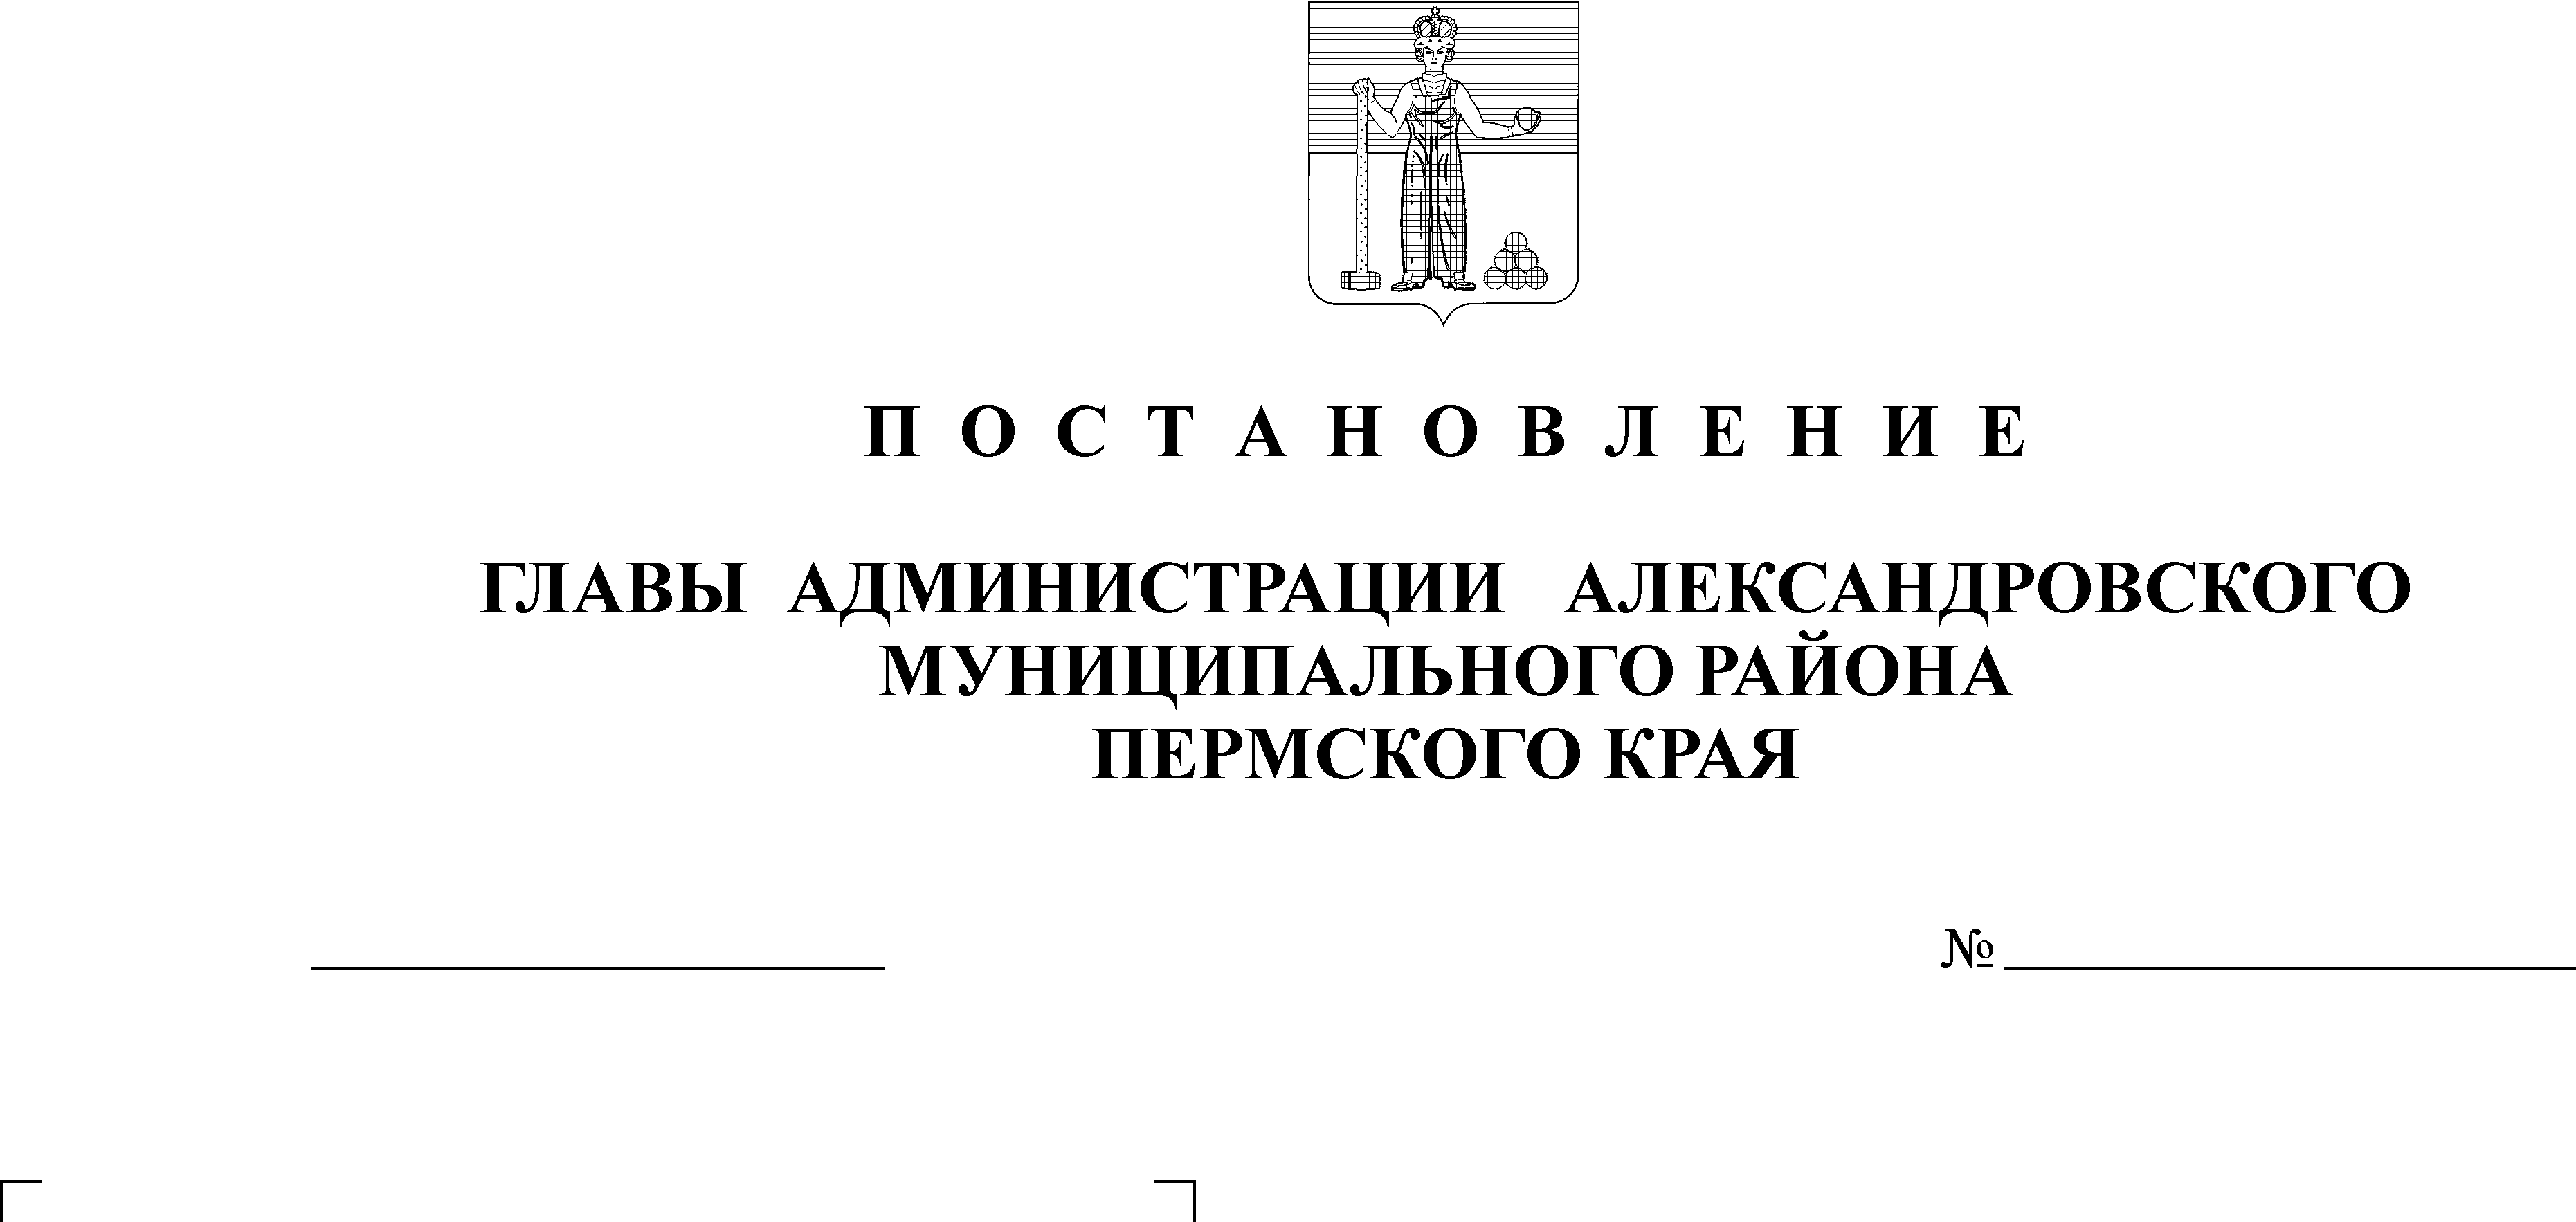 П О С Т А Н О В Л Е Н И Е
ГЛАВЫ АДМИНИСТРАЦИИ АЛЕКСАНДРОВСКОГО
МУНИЦИПАЛЬНОГО РАЙОНА
ПЕРМСКОГО КРАЯ
№